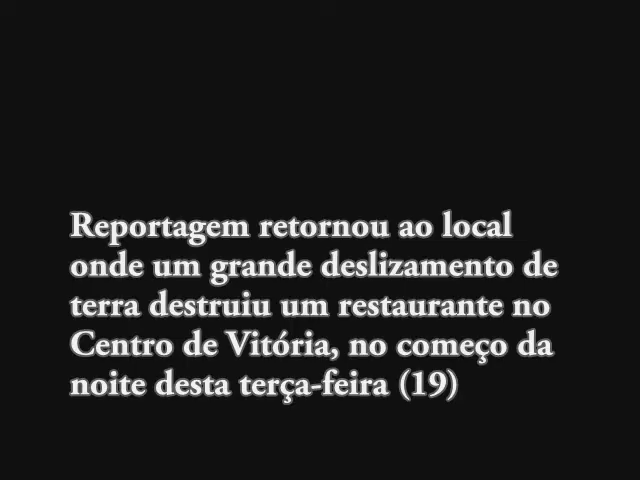 Reportagem retornou ao local
onde um grande deslizamento de
terra destruiu um restaurante no
Centro de Vitória, no começo da
noite desta terça-feira (19)